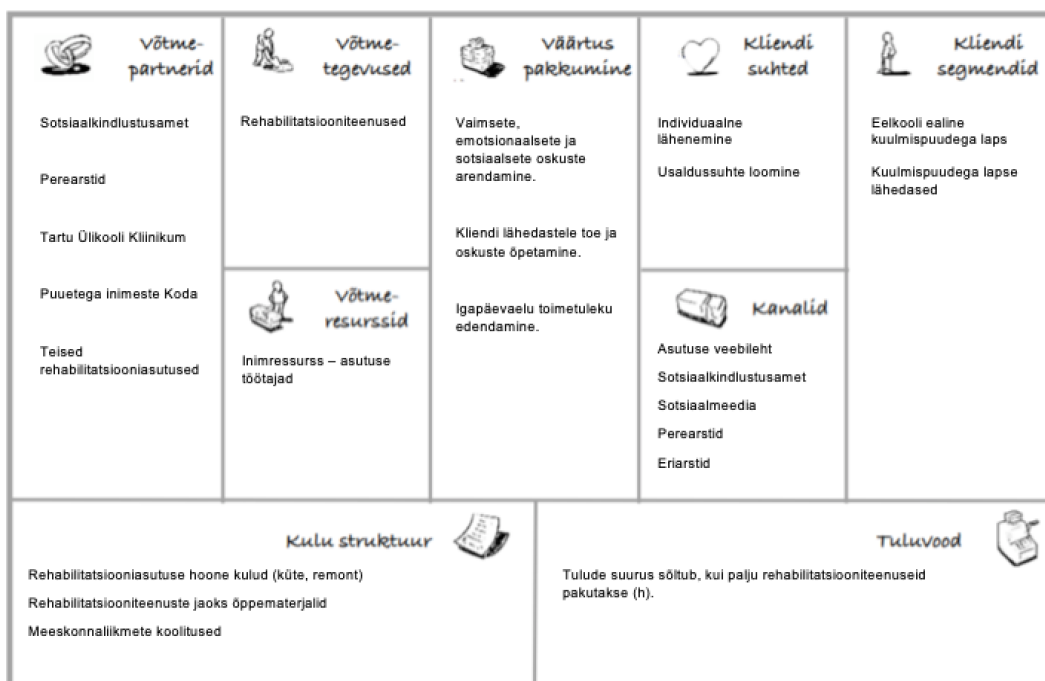 Võtme-
partnerid
Sotsiaalkindlustusamet
Perearstid
Tartu Ülikooli Kliinikum
Puuetega inimeste Koda
Teised
rehabilitatsiooniasutused
Võtme-
tegevused
Rehabilitatsiooniteenused
Võtme-
resurssid
Inimressurss – asutuse
töötajad
Väärtus
pakkumine
Vaimsete,
emotsionaalsete ja
sotsiaalsete oskuste
arendamine.
Kliendi lähedastele toe ja
oskuste õpetamine.
Igapäevaelu toimetuleku
edendamine.
Kliendi
suhted
Individuaalne
lähenemine
Usaldussuhte loomine
Kanalid
Asutuse veebileht
Sotsiaalkindlustusamet
Sotsiaalmeedia
Perearstid
Eriarstid
Kliendi
segmendid
Eelkooli ealine
kuulmispuudega laps
Kuulmispuudega lapse
lähedased
Kulu struktuur
Rehabilitatsiooniasutuse hoone kulud (küte, remont)
Rehabilitatsiooniteenuste jaoks õppematerjalid
Meeskonnaliikmete koolitused
Tuluvood
Tulude suurus sõltub, kui palju rehabilitatsiooniteenuseid
pakutakse (h).